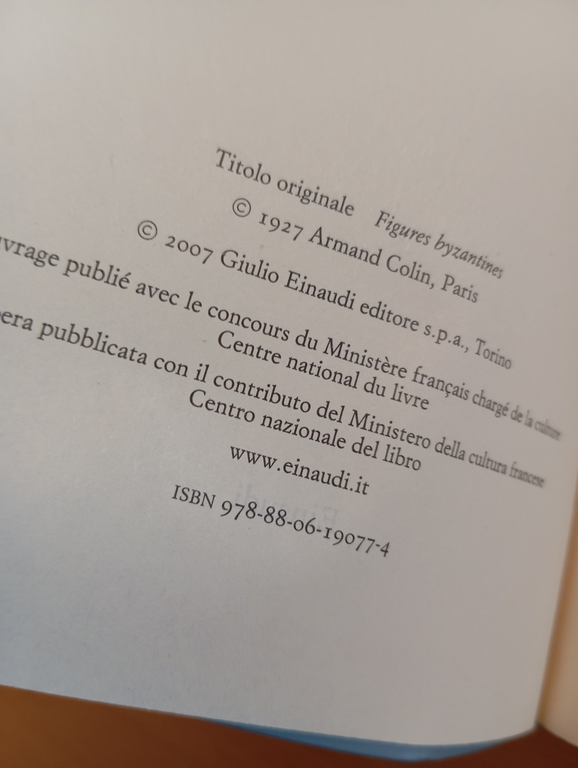 Titolo originale Figures byzantines
© 1927 Armand Colin, Paris
© 2007 Giulio Einaudi editore s.p.a., Torino
publié avec le concours du Ministère français chargé de la culture
Centre national du livre
pubblicata con il contributo del Ministero della cultura francese
Centro nazionale del libro
www.einaudi.it
ISBN 978-88-06-19077-4